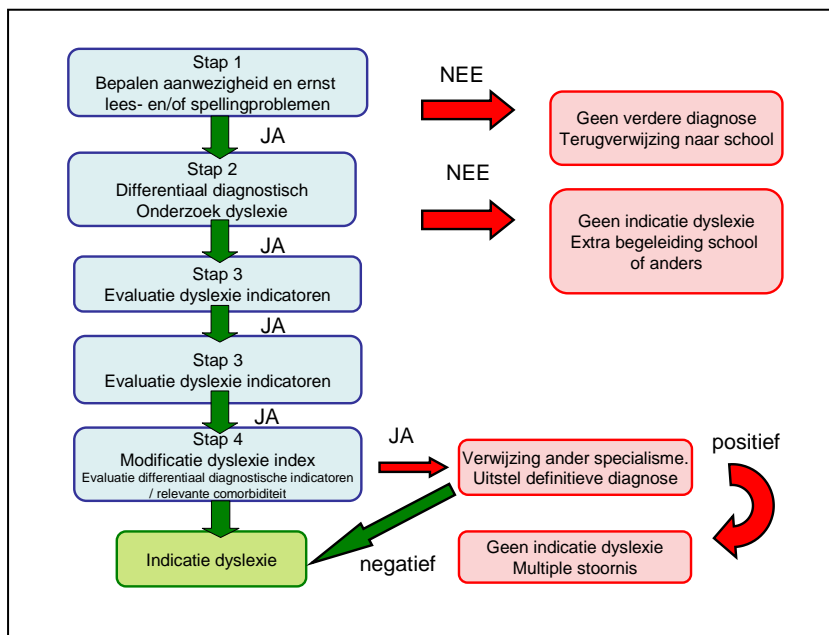 Stap 1
Bepalen aanwezigheid en ernst
lees- en/of spellingproblemen
NEE
Geen verdere diagnose
Terugverwijzing naar school
JA
Stap 2
Differentiaal diagnostisch
Onderzoek dyslexie
NEE
Geen indicatie dyslexie
Extra begeleiding school
of anders
JA
Stap 3
Evaluatie dyslexie indicatoren
JA
Stap 3
Evaluatie dyslexie indicatoren
JA
Stap 4
Modificatie dyslexie index
Evaluatie differentiaal diagnostische indicatoren
/ relevante comorbiditeit
JA
Verwijzing ander specialisme.
Uitstel definitieve diagnose
positief
Indicatie dyslexie
negatief
Geen indicatie dyslexie
Multiple stoornis